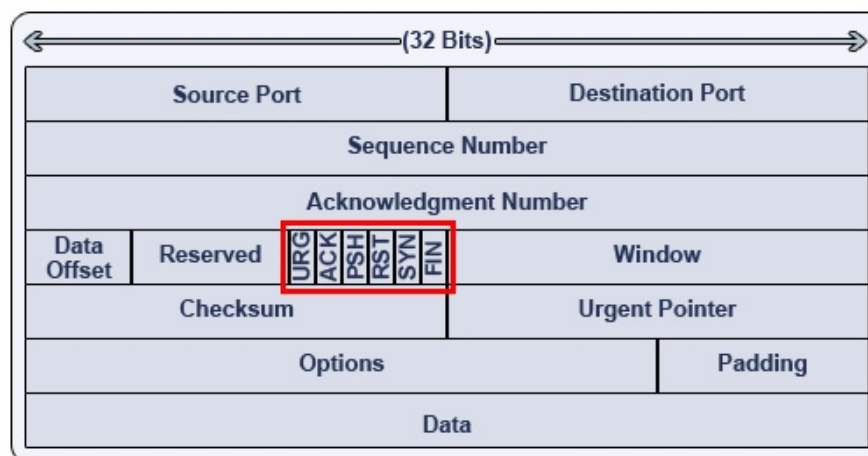 (32 Bits)
Source Port Destination Port
Sequence Number
Acknowledgment Number
Data Offset Reserved URG ACK PSH RST SYN FIN Window
Checksum Urgent Pointer
Options Padding
Data